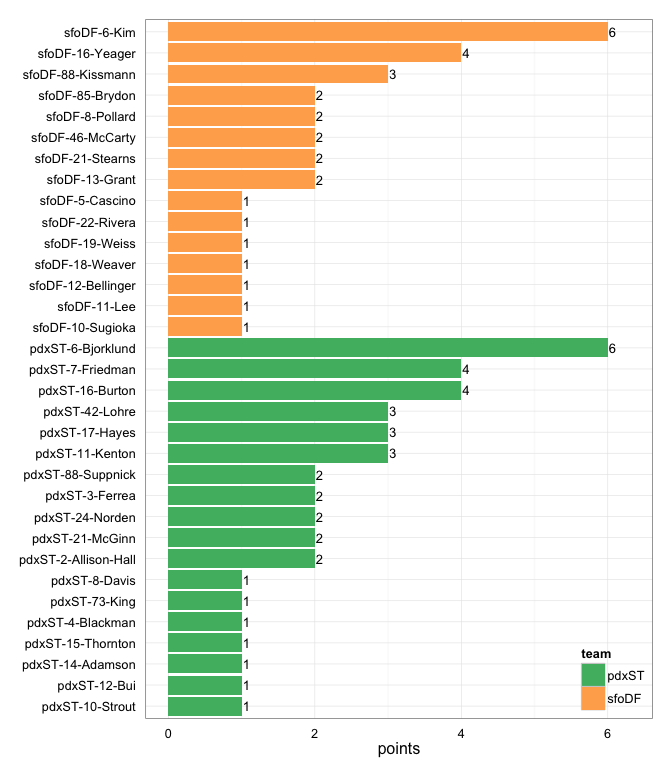 sfoDF-6-Kim 6
sfoDF-16-Yeager 4
sfoDF-88-Kissmann 3
sfoDF-85-Brydon 2
sfoDF-8-Pollard 2
sfoDF-46-McCarty 2
sfoDF-21-Stearns 2
sfoDF-13-Grant 2
sfoDF-5-Cascino 1
sfoDF-22-Rivera 1
sfoDF-19-Weiss 1
sfoDF-18-Weaver 1
sfoDF-12-Bellinger 1
sfoDF-11-Lee 1
sfoDF-10-Sugioka 1
pdxST-6-Bjorklund 6
pdxST-7-Friedman 4
pdxST-16-Burton 4
pdxST-42-Lohre 3
pdxST-17-Hayes 3
pdxST-11-Kenton 3
pdxST-88-Suppnick 2
pdxST-3-Ferrea 2
pdxST-24-Norden 2
pdxST-21-McGinn 2
pdxST-2-Allison-Hall 2
pdxST-8-Davis 1
pdxST-73-King 1
pdxST-4-Blackman 1
pdxST-15-Thornton 1
pdxST-14-Adamson 1
pdxST-12-Bui 1
pdxST-10-Strout 1
team
pdxST
sfoDF
0 2 4 6
points